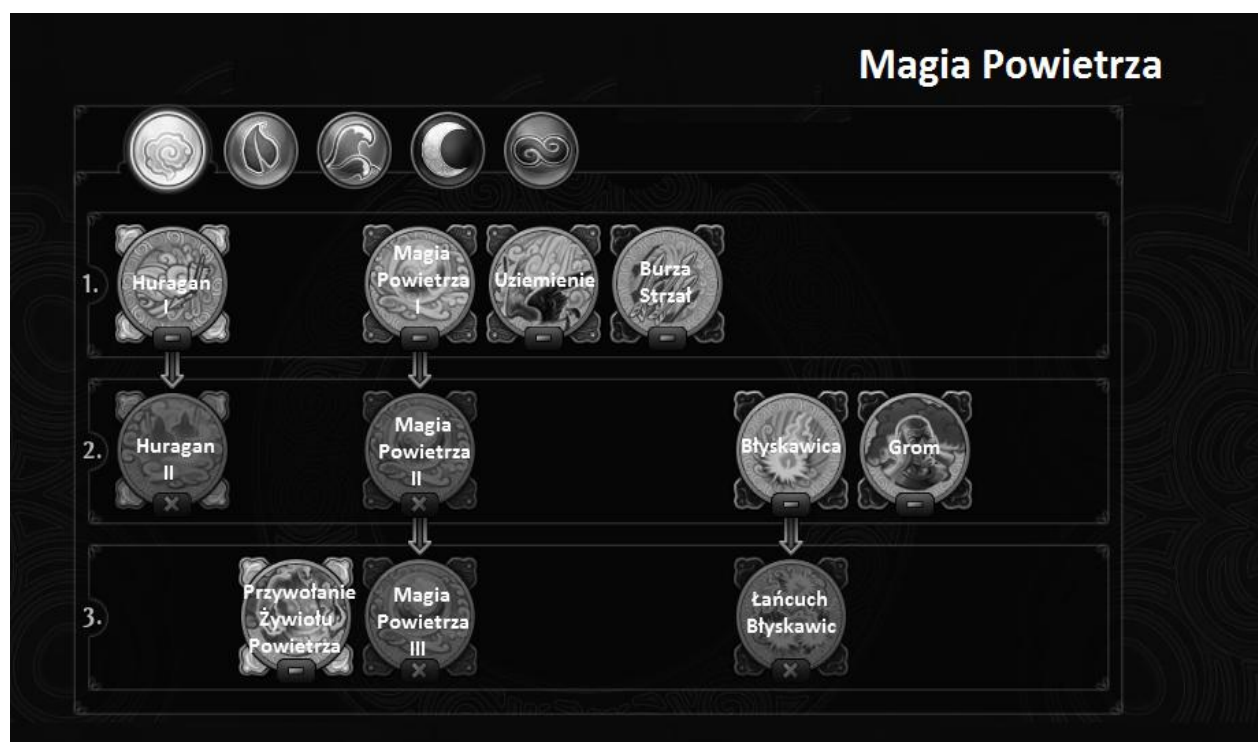 Magia Powietrza
1.
Huragan
I
Magia
Powietrza
I
Uziemienie
Burza
Strzał
2.
Huragan
II
Magia
Powietrza
II
Błyskawica
Grom
3.
Przywołanie
Żywiołu
Powietrza
Magia
Powietrza
III
Łańcuch
Błyskawic